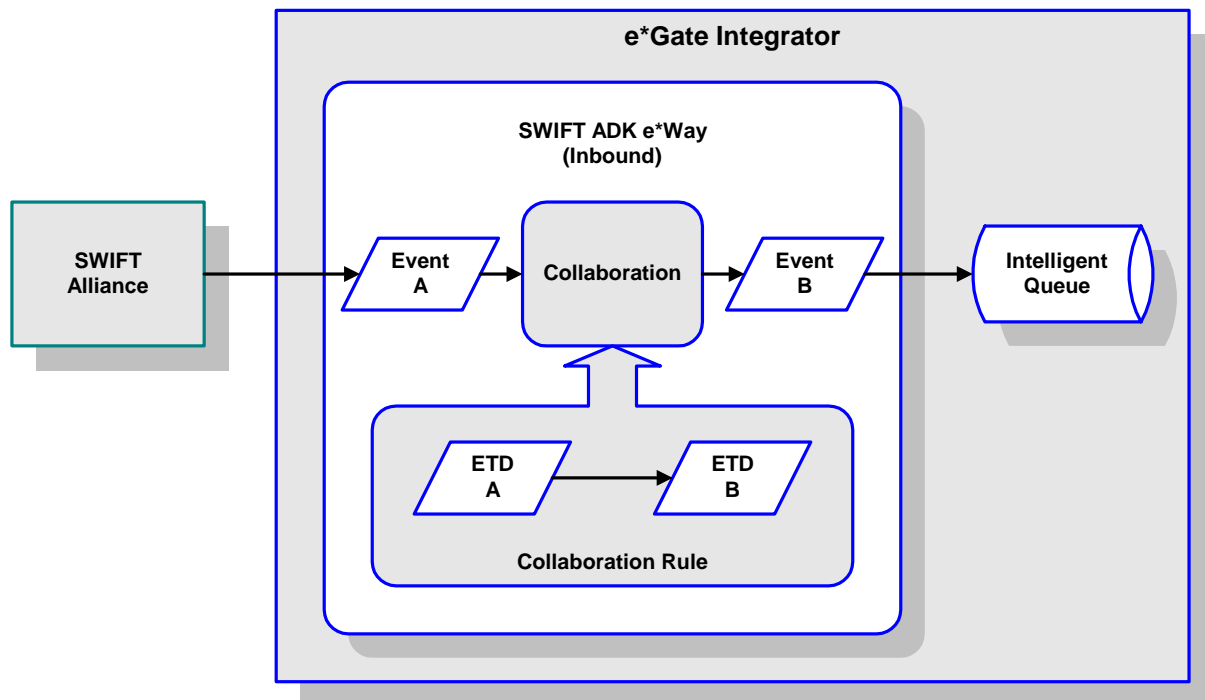 e*Gate Integrator
SWIFT ADK e*Way
(Inbound)
SWIFT
Alliance
Event
A
Collaboration
Event
B
Intelligent
Queue
ETD
A
ETD
B
Collaboration Rule